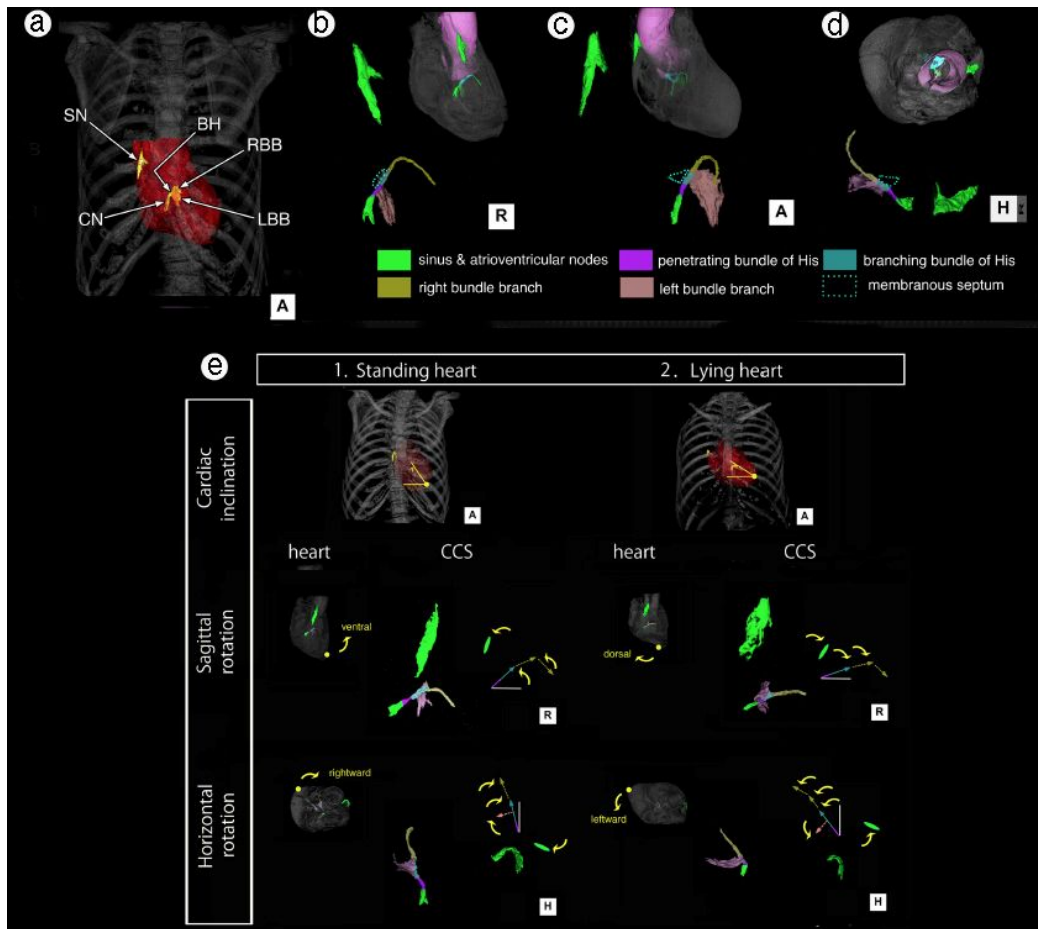 a
b
c
d
SN
BH
RBB
CN
LBB
A
R
A
H
sinus & atrioventricular nodes
penetrating bundle of His
branching bundle of His
right bundle branch
left bundle branch
membranous septum
e
1. Standing heart
2. Lying heart
Cardiac
inclination
A
A
heart
CCS
heart
CCS
Sagittal
rotation
ventral
dorsal
R
R
Horizontal
rotation
rightward
leftward
H
H